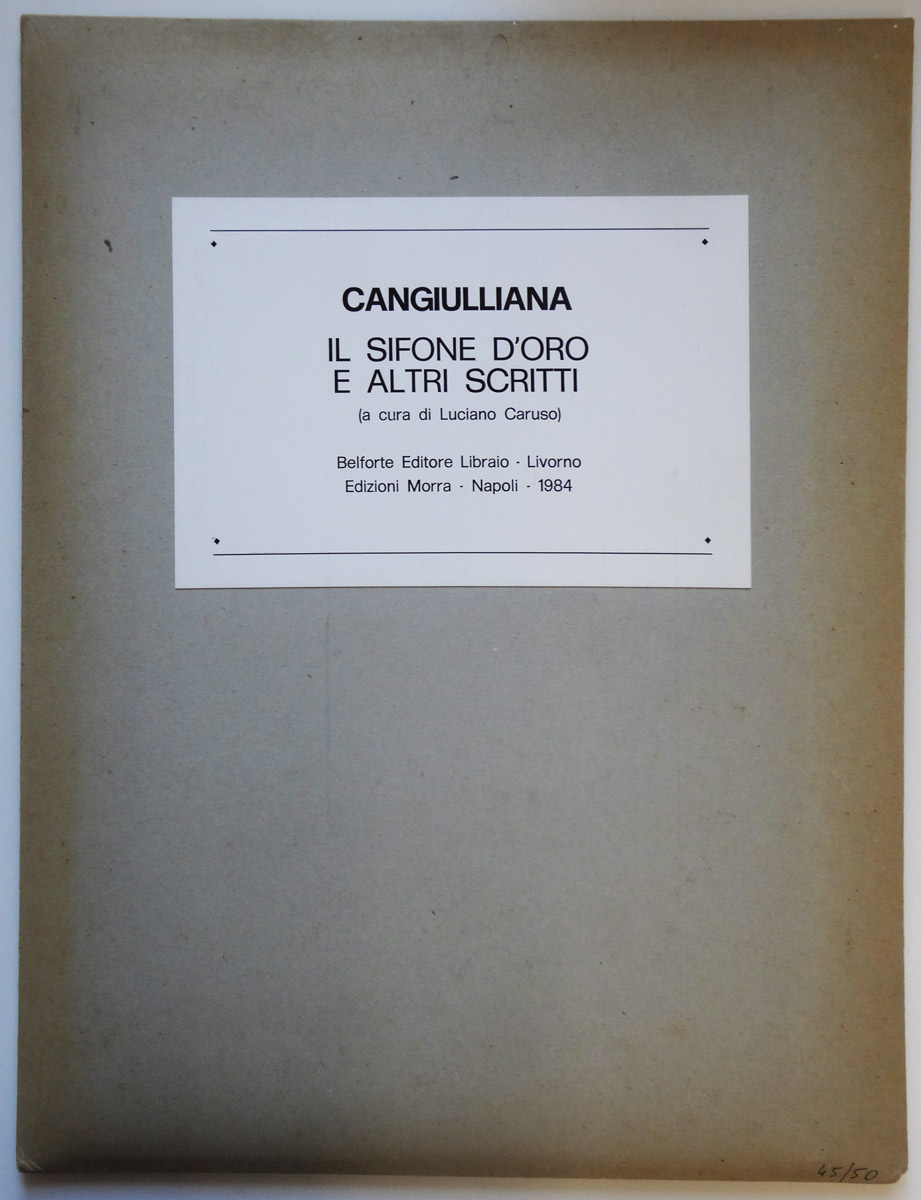 CANGIULLIANA
IL SIFONE D'ORO
E ALTRI SCRITTI
(a cura di Luciano Caruso)
Belforte Editore Libraio - Livorno
Edizioni Morra - Napoli - 1984
45/50